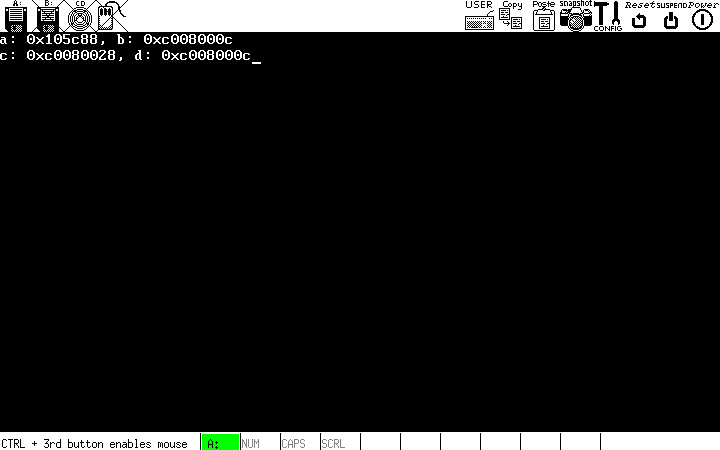 A: B: CD USER Copy Paste snapshot CONFIG Reset SUSPEND Power
a: 0x105c88, b: 0xc008000c
c: 0xc0080028, d: 0xc008000c_
CTRL + 3rd button enables mouse A: NUM CAPS SCRL